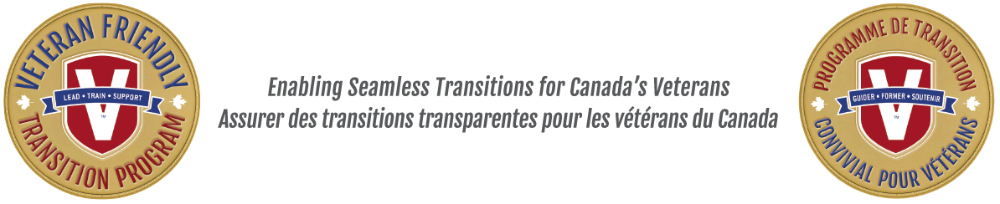 VETERAN FRIENDLY
V
LEAD • TRAIN • SUPPORT
TM
TRANSITION PROGRAM
Enabling Seamless Transitions for Canada's Veterans
Assurer des transitions transparentes pour les vétérans du Canada
PROGRAMME DE TRANSITION
V
GUIDER • FORMER • SOUTENIR
TM
CONVIVIAL POUR VÉTÉRANS